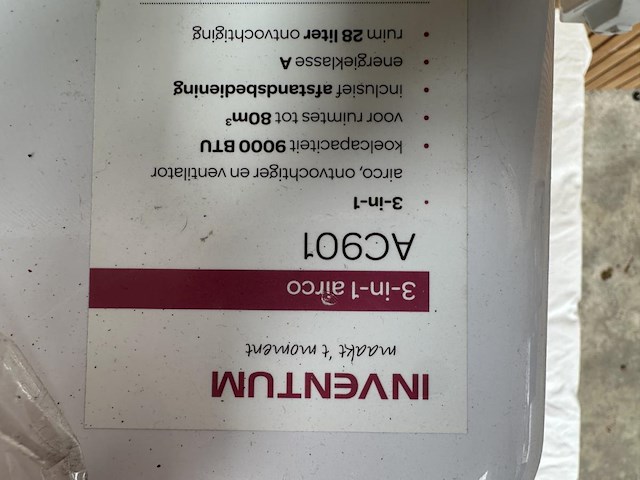 INVENTUM
maakt 't moment
3-in-1 airco
AC901
• 3-in-1
airco, ontvochtiger en ventilator
• koelcapaciteit 9000 BTU
• voor ruimtes tot 80m³
• inclusief afstandsbediening
• energieklasse A
• ruim 28 liter ontvochtiging